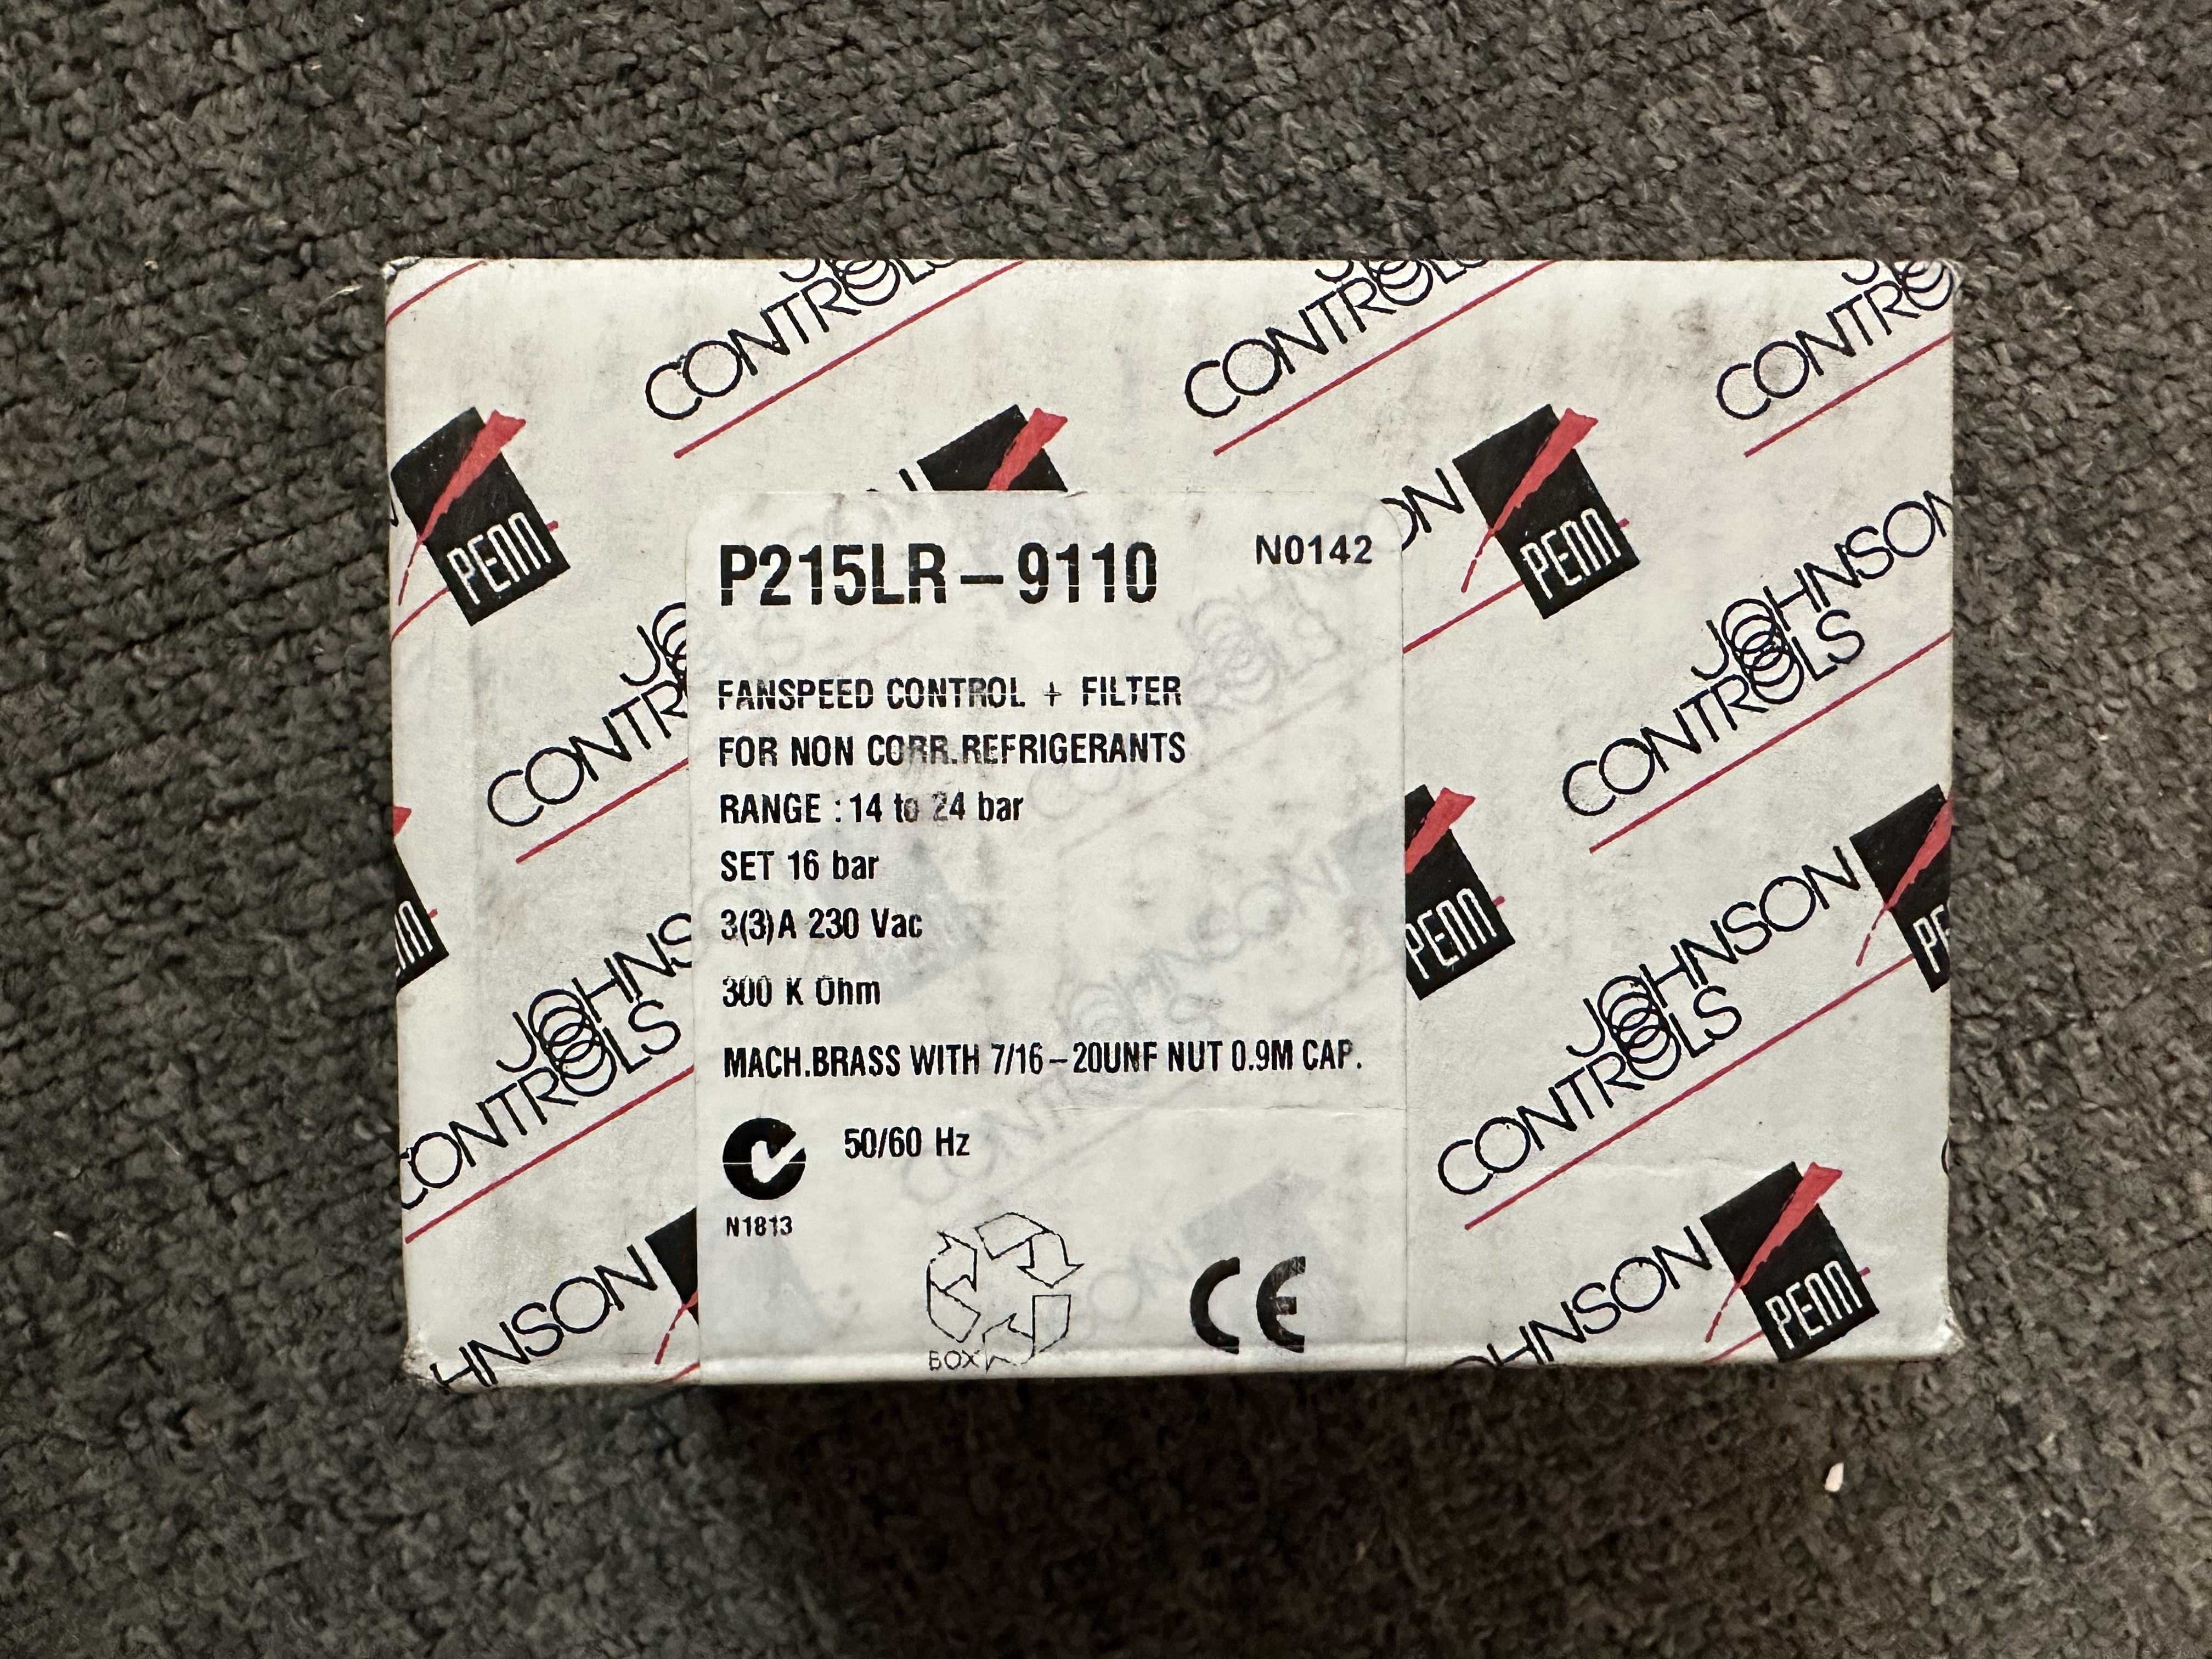 CONTROLS
CONTROLS
CONTROLS
PENN
PENN
P215LR-9110
N0142
FANSPEED CONTROL + FILTER
FOR NON CORR.REFRIGERANTS
RANGE : 14 to 24 bar
SET 16 bar
3(3)A 230 Vac
300 K Ohm
MACH.BRASS WITH 7/16-20UNF NUT 0.9M CAP.
50/60 Hz
N1813
BOX
CE
JOHNSON
CONTROLS
PENN
JOHNSON
CONTROLS
JOHNSON
CONTROLS
JOHNSON
PENN